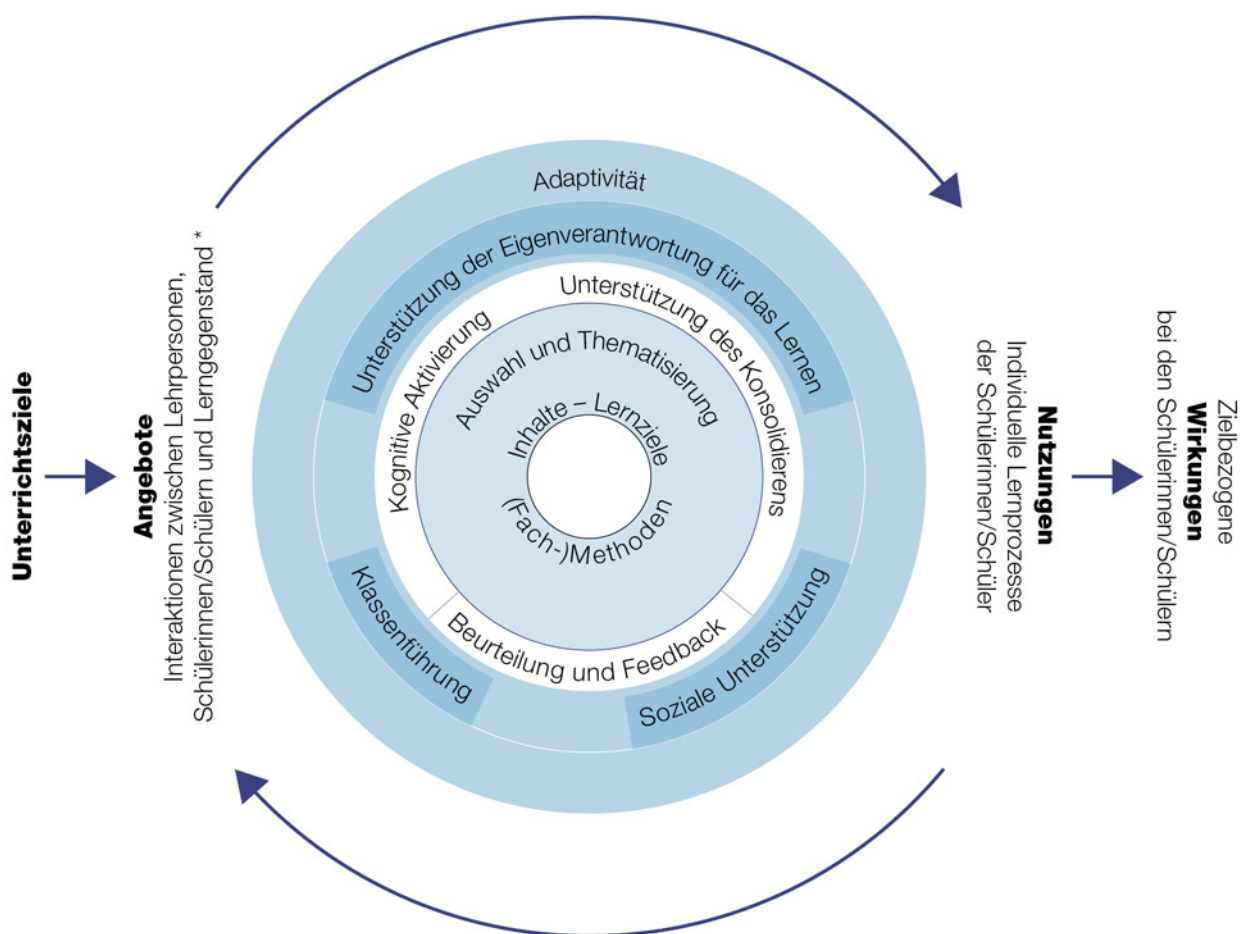 Unterrichtsziele
Angebote
Interaktionen zwischen Lehrpersonen,
Schülerinnen/Schülern und Lerngegenstand *
Adaptivität
Unterstützung der Eigenverantwortung für das Lernen
Kognitive Aktivierung
Unterstützung des Konsolidierens
Auswahl und Thematisierung
Inhalte – Lernziele
(Fach-)Methoden
Beurteilung und Feedback
Klassenführung
Soziale Unterstützung
Nutzungen
Individuelle Lernprozesse
der Schülerinnen/Schüler
Zielbezogene
Wirkungen
bei den Schülerinnen/Schülern